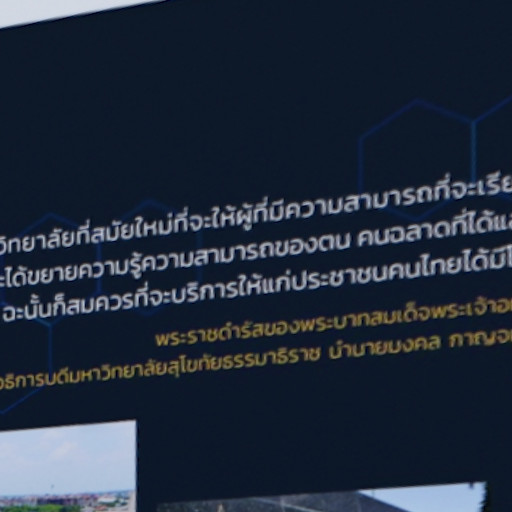 วิทยาลัยที่สมัยใหม่ที่จะให้ผู้ที่มีความสามารถที่จะเรีย
ะได้ขยายความรู้ความสามารถของตน คนฉลาดที่ได้แ
ฉะนั้นก็สมควรที่จะบริการให้แก่ประชาชนคนไทยได้มีโ
พระราชดำรัสของพระบาทสมเด็จพระเจ้าอ
อธิการบดีมหาวิทยาลัยสุโขทัยธรรมาธิราช นำนายมงคล กาญจ